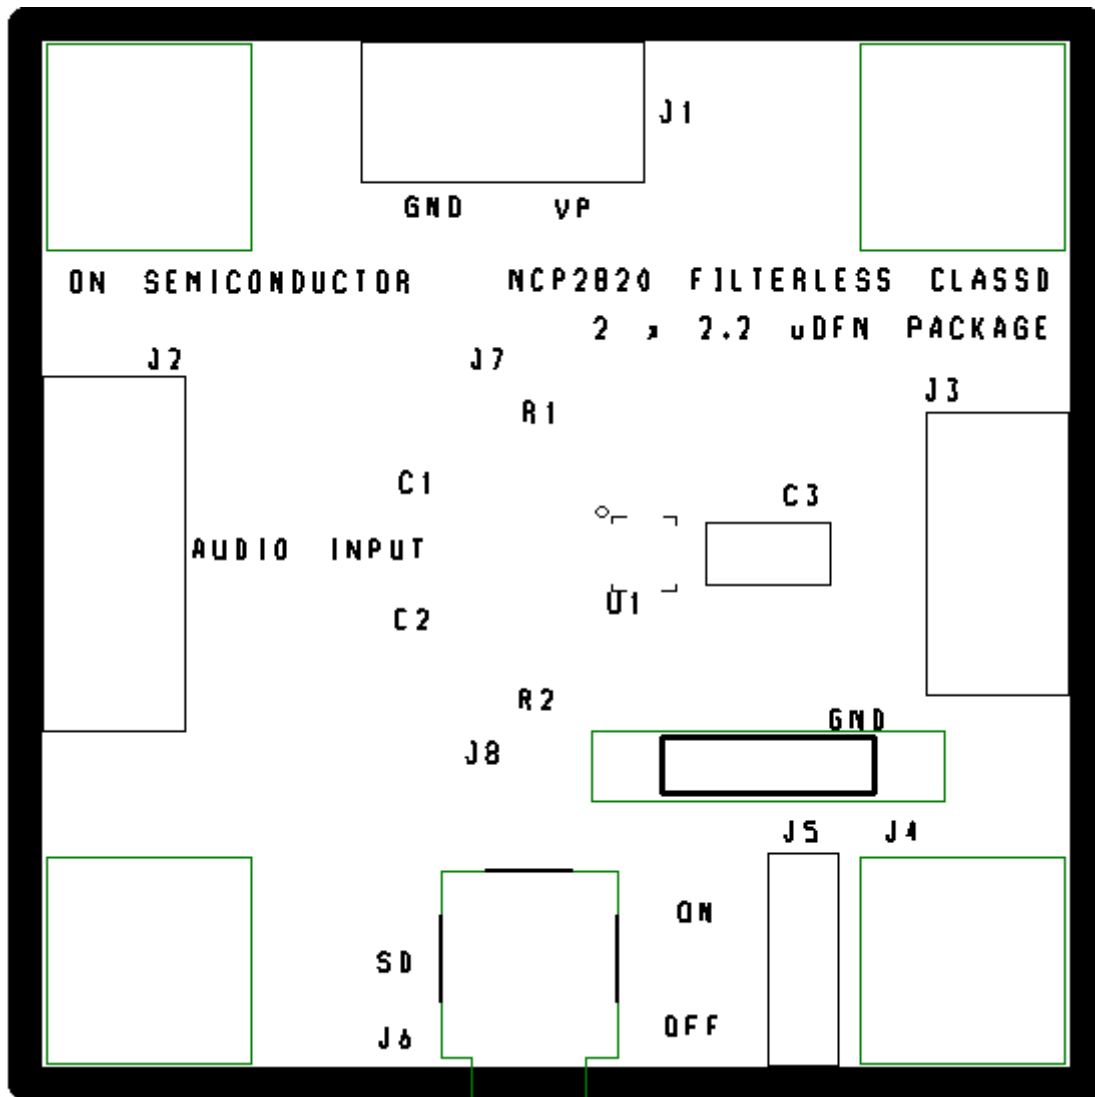 J1
GND VP
ON SEMICONDUCTOR NCP2820 FILTERLESS CLASSD
2 x 2.2 uDFN PACKAGE
J2 J7
J3
R1
C1
C3
AUDIO INPUT
U1
C2
R2
GND
J8
J5 J4
ON
SD
OFF
J6